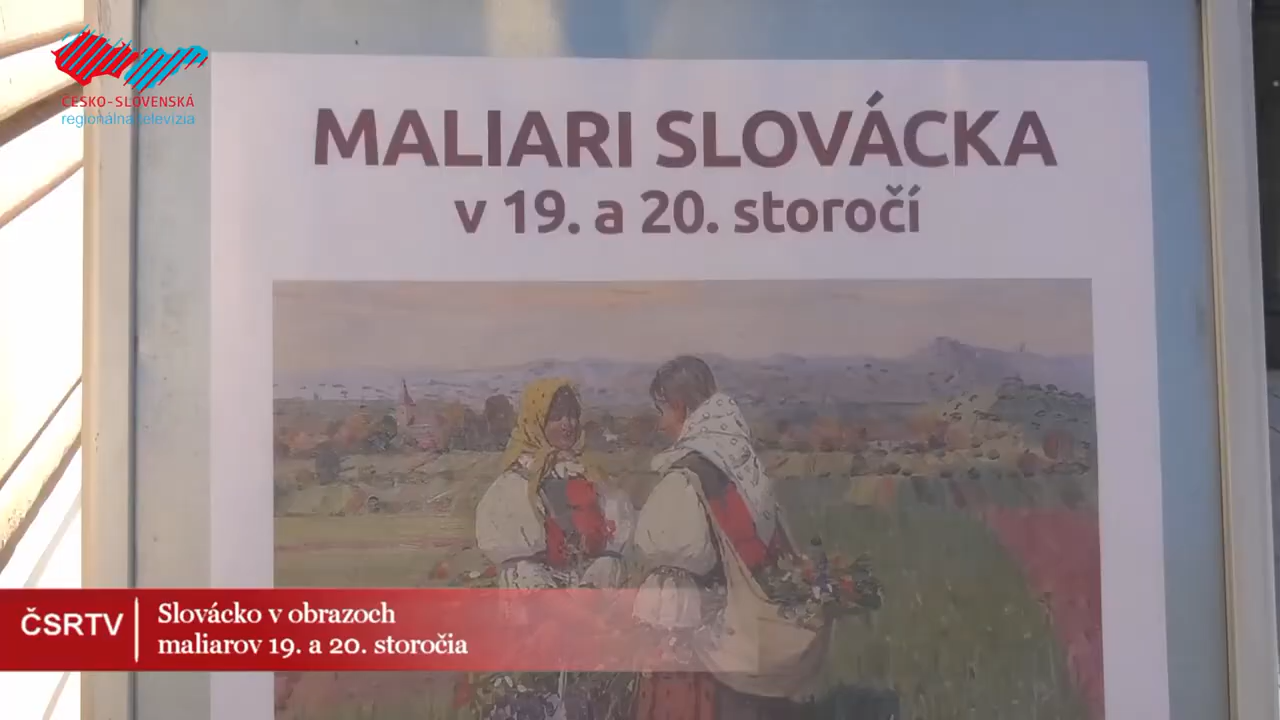 ČESKO-SLOVENSKÁ
regionálna televízia
MALIARI SLOVÁCKA
v 19. a 20. storočí
ČSRTV
Slovácko v obrazoch
maliarov 19. a 20. storočia